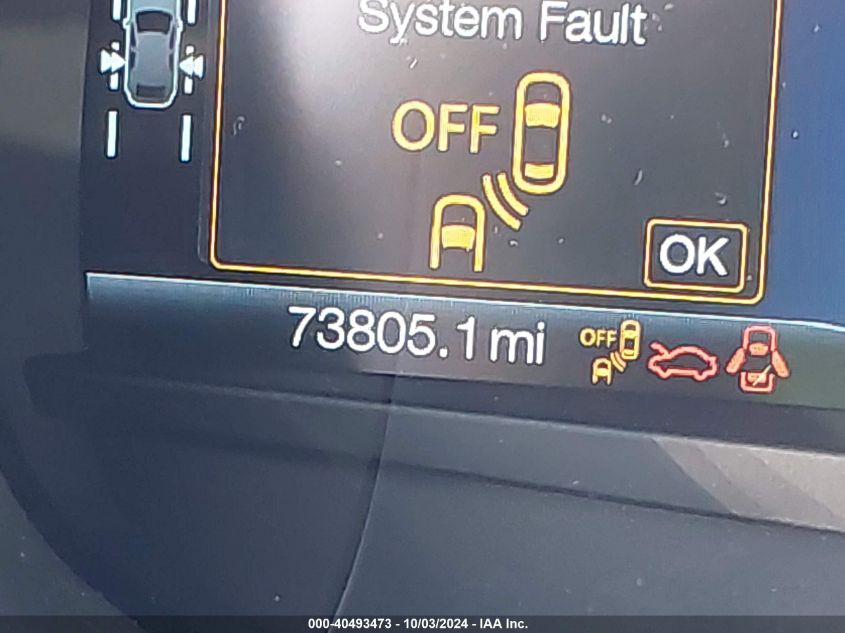 System Fault
OFF
OK
73805.1 mi
OFF
000-40493473 - 10/03/2024 - IAA Inc.